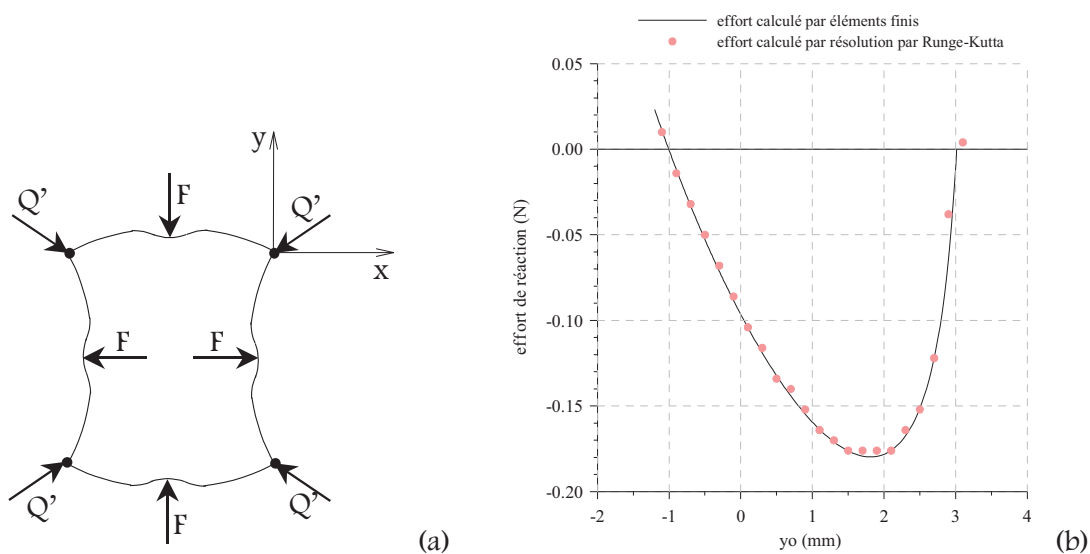 y
x
F
Q’
Q’
F
F
Q’
Q’
F
(a)
effort calculé par éléments finis
effort calculé par résolution par Runge-Kutta
0.05
0.00
-0.05
-0.10
-0.15
-0.20
effort de réaction (N)
-2 -1 0 1 2 3 4
yo (mm)
(b)